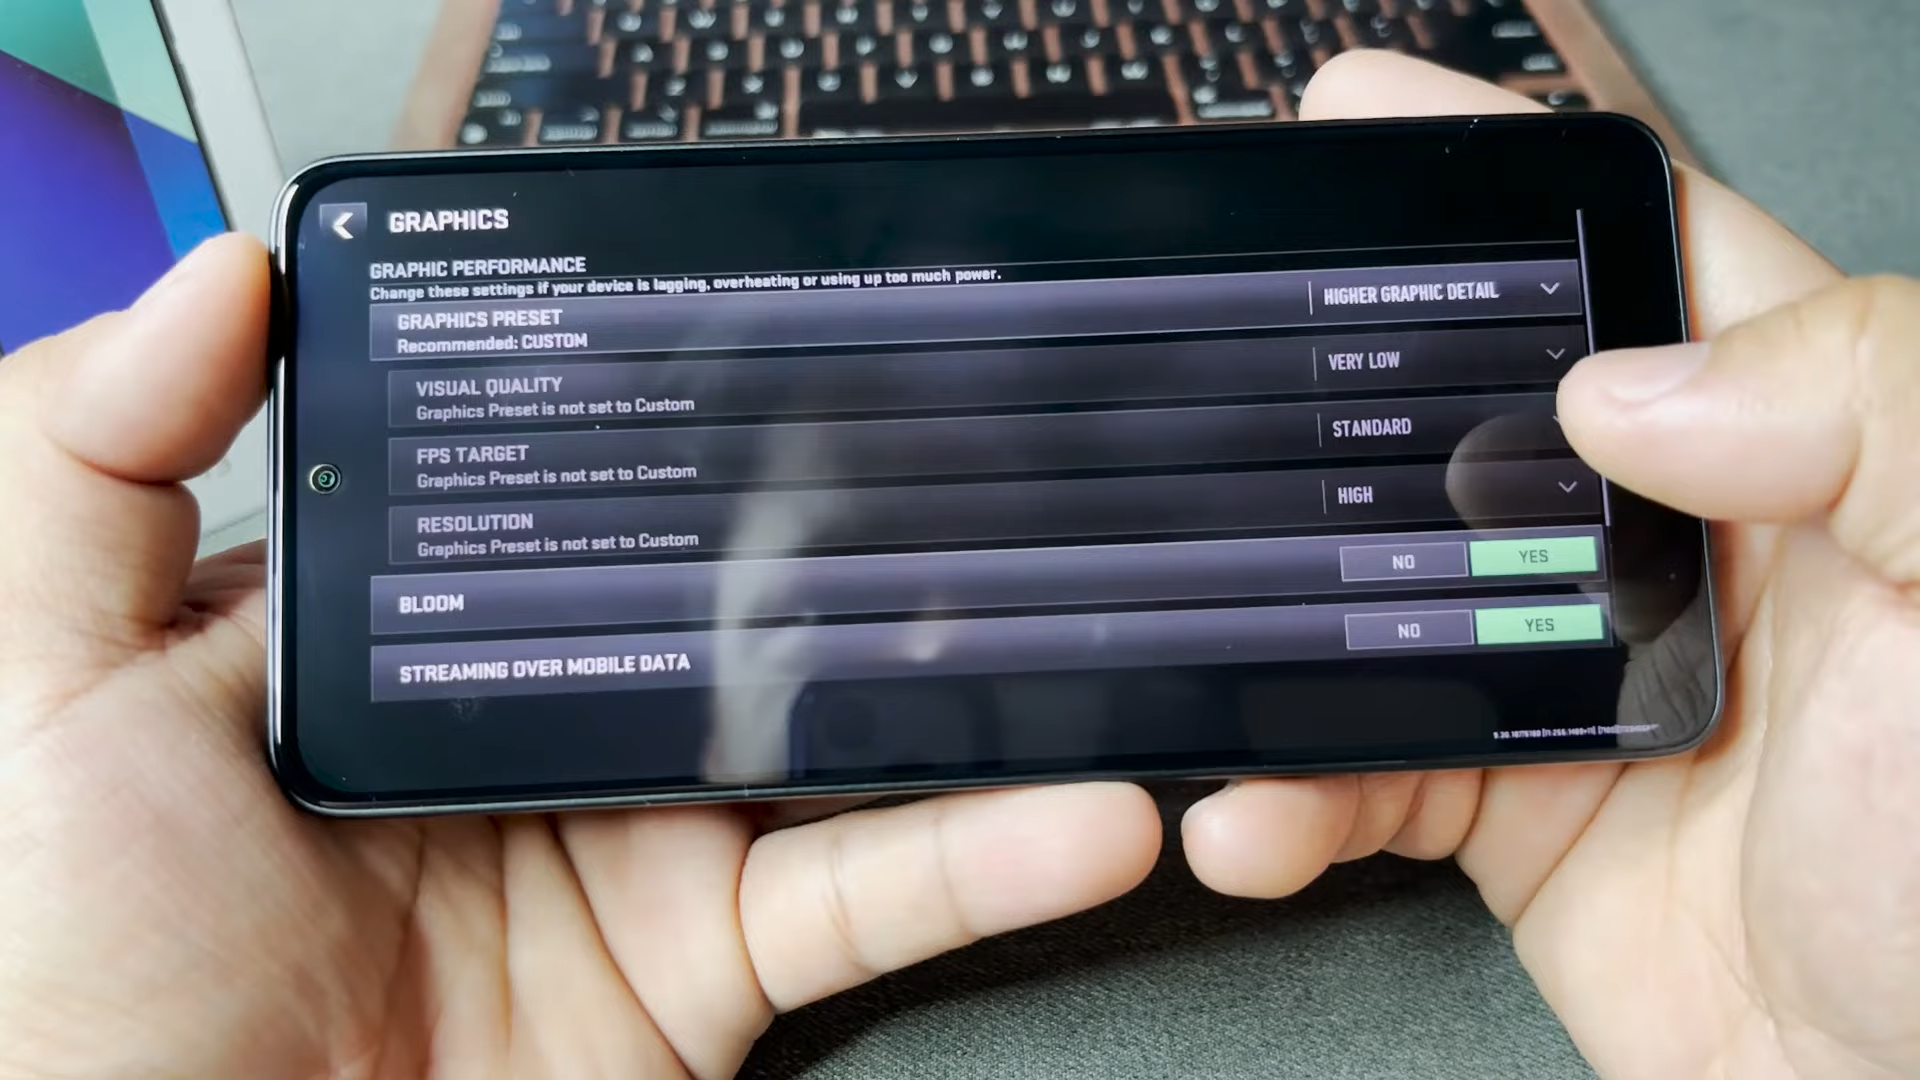 GRAPHICS
GRAPHIC PERFORMANCE
Change these settings if your device is lagging, overheating or using up too much power.
GRAPHICS PRESET
HIGHER GRAPHIC DETAIL
Recommended: CUSTOM
VISUAL QUALITY
VERY LOW
Graphics Preset is not set to Custom
FPS TARGET
STANDARD
Graphics Preset is not set to Custom
RESOLUTION
HIGH
Graphics Preset is not set to Custom
BLOOM
NO YES
STREAMING OVER MOBILE DATA
NO YES